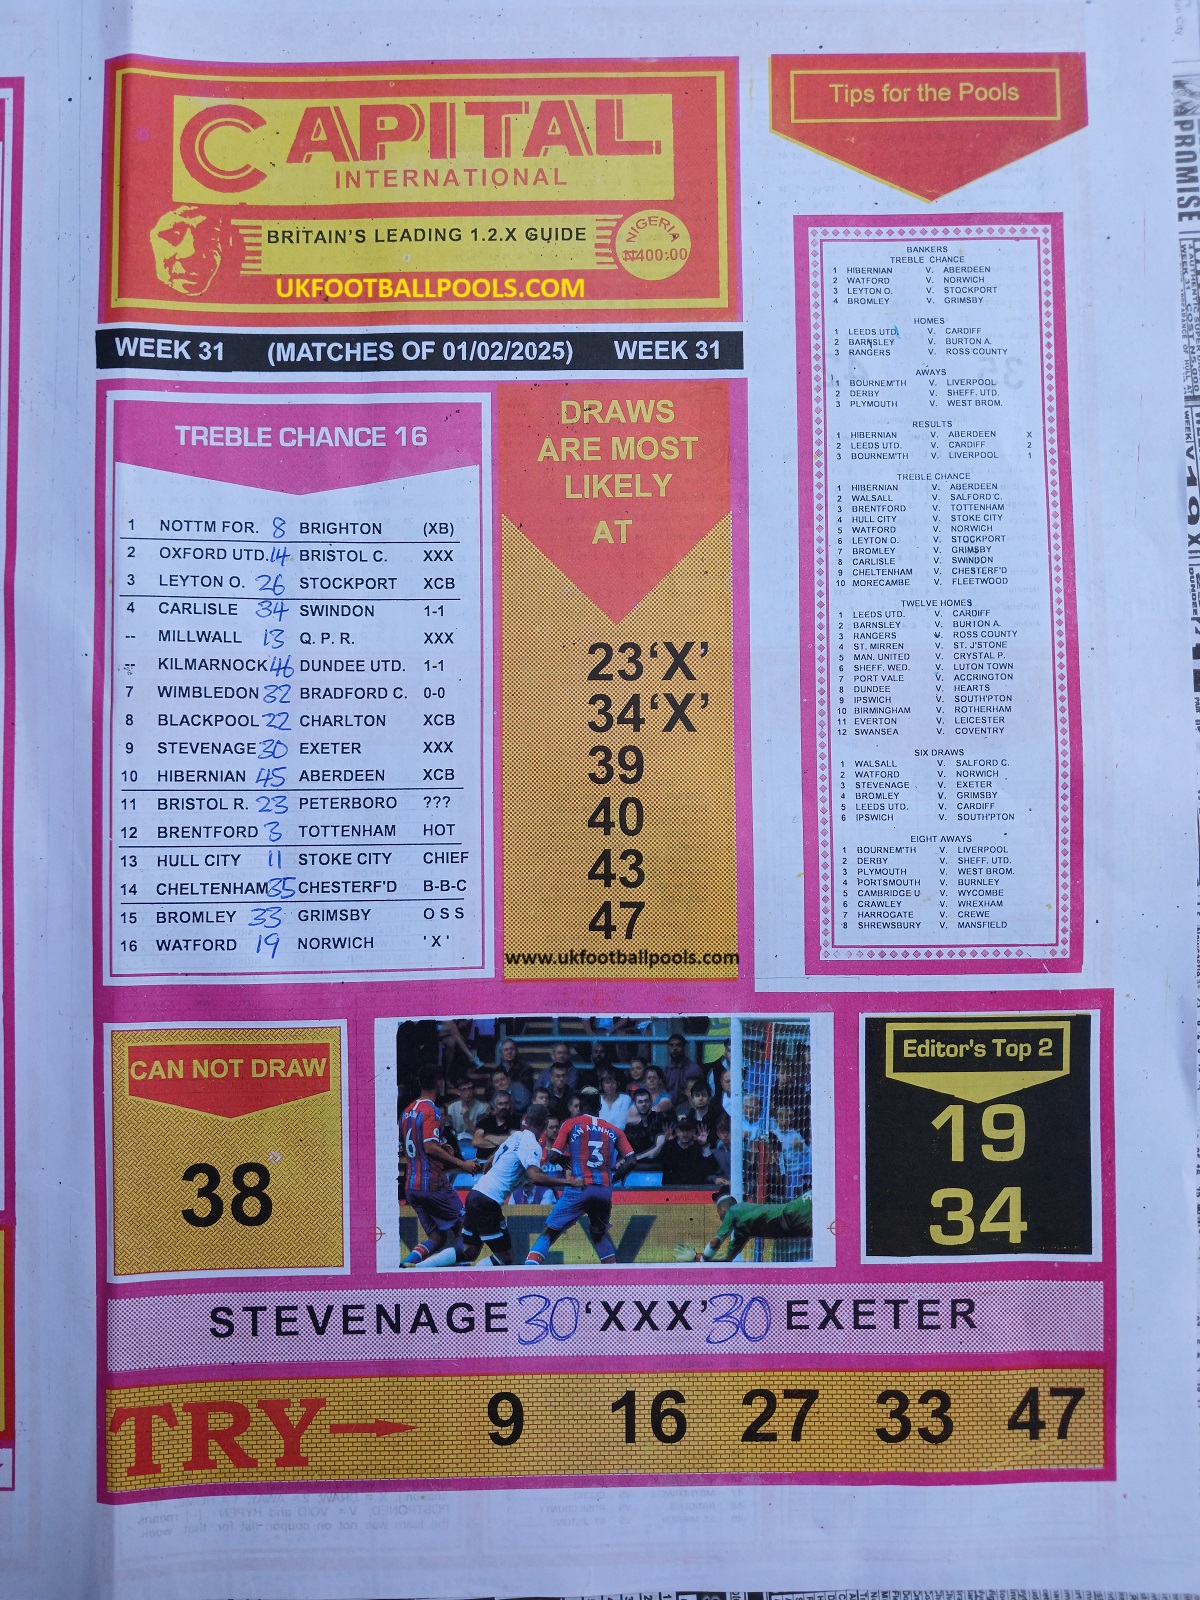 CAPITAL
INTERNATIONAL
BRITAIN'S LEADING 1.2.X GUIDE
NIGERIA
₦400:00
UKFOOTBALLPOOLS.COM
WEEK 31 (MATCHES OF 01/02/2025) WEEK 31
TREBLE CHANCE 16
1 NOTTM FOR. 8 BRIGHTON (XB)
2 OXFORD UTD. 14 BRISTOL C. XXX
3 LEYTON O. 26 STOCKPORT XCB
4 CARLISLE 34 SWINDON 1-1
-- MILLWALL 13 Q. P. R. XXX
-- KILMARNOCK 46 DUNDEE UTD. 1-1
7 WIMBLEDON 32 BRADFORD C. 0-0
8 BLACKPOOL 22 CHARLTON XCB
9 STEVENAGE 30 EXETER XXX
10 HIBERNIAN 45 ABERDEEN XCB
11 BRISTOL R. 23 PETERBORO ???
12 BRENTFORD 3 TOTTENHAM HOT
13 HULL CITY 11 STOKE CITY CHIEF
14 CHELTENHAM 35 CHESTERF'D B-B-C
15 BROMLEY 33 GRIMSBY O S S
16 WATFORD 19 NORWICH 'X'
DRAWS
ARE MOST
LIKELY
AT
23'X'
34'X'
39
40
43
47
www.ukfootballpools.com
Tips for the Pools
BANKERS
TREBLE CHANCE
1 HIBERNIAN V. ABERDEEN
2 WATFORD V. NORWICH
3 LEYTON O. V. STOCKPORT
4 BROMLEY V. GRIMSBY
HOMES
1 LEEDS UTD. V. CARDIFF
2 BARNSLEY V. BURTON A.
3 RANGERS V. ROSS COUNTY
AWAYS
1 BOURNEM'TH V. LIVERPOOL
2 DERBY V. SHEFF. UTD.
3 PLYMOUTH V. WEST BROM.
RESULTS
1 HIBERNIAN V. ABERDEEN X
2 LEEDS UTD. V. CARDIFF 2
3 BOURNEM'TH V. LIVERPOOL 1
TREBLE CHANCE
1 HIBERNIAN V. ABERDEEN
2 WALSALL V. SALFORD C.
3 BRENTFORD V. TOTTENHAM
4 HULL CITY V. STOKE CITY
5 WATFORD V. NORWICH
6 LEYTON O. V. STOCKPORT
7 BROMLEY V. GRIMSBY
8 CARLISLE V. SWINDON
9 CHELTENHAM V. CHESTERF'D
10 MORECAMBE V. FLEETWOOD
TWELVE HOMES
1 LEEDS UTD. V. CARDIFF
2 BARNSLEY V. BURTON A.
3 RANGERS V. ROSS COUNTY
4 ST. MIRREN V. ST. J'STONE
5 MAN. UNITED V. CRYSTAL P.
6 SHEFF. WED. V. LUTON TOWN
7 PORT VALE V. ACCRINGTON
8 DUNDEE V. HEARTS
9 IPSWICH V. SOUTH'PTON
10 BIRMINGHAM V. ROTHERHAM
11 EVERTON V. LEICESTER
12 SWANSEA V. COVENTRY
SIX DRAWS
1 WALSALL V. SALFORD C.
2 WATFORD V. NORWICH
3 STEVENAGE V. EXETER
4 BROMLEY V. GRIMSBY
5 LEEDS UTD. V. CARDIFF
6 IPSWICH V. SOUTH'PTON
EIGHT AWAYS
1 BOURNEM'TH V. LIVERPOOL
2 DERBY V. SHEFF. UTD.
3 PLYMOUTH V. WEST BROM.
4 PORTSMOUTH V. BURNLEY
5 CAMBRIDGE U V. WYCOMBE
6 CRAWLEY V. WREXHAM
7 HARROGATE V. CREWE
8 SHREWSBURY V. MANSFIELD
CAN NOT DRAW
38
6
VAN AANHOLT
3
Editor's Top 2
19
34
STEVENAGE 30 'XXX' 30 EXETER
TRY 9 16 27 33 47
PROMISE